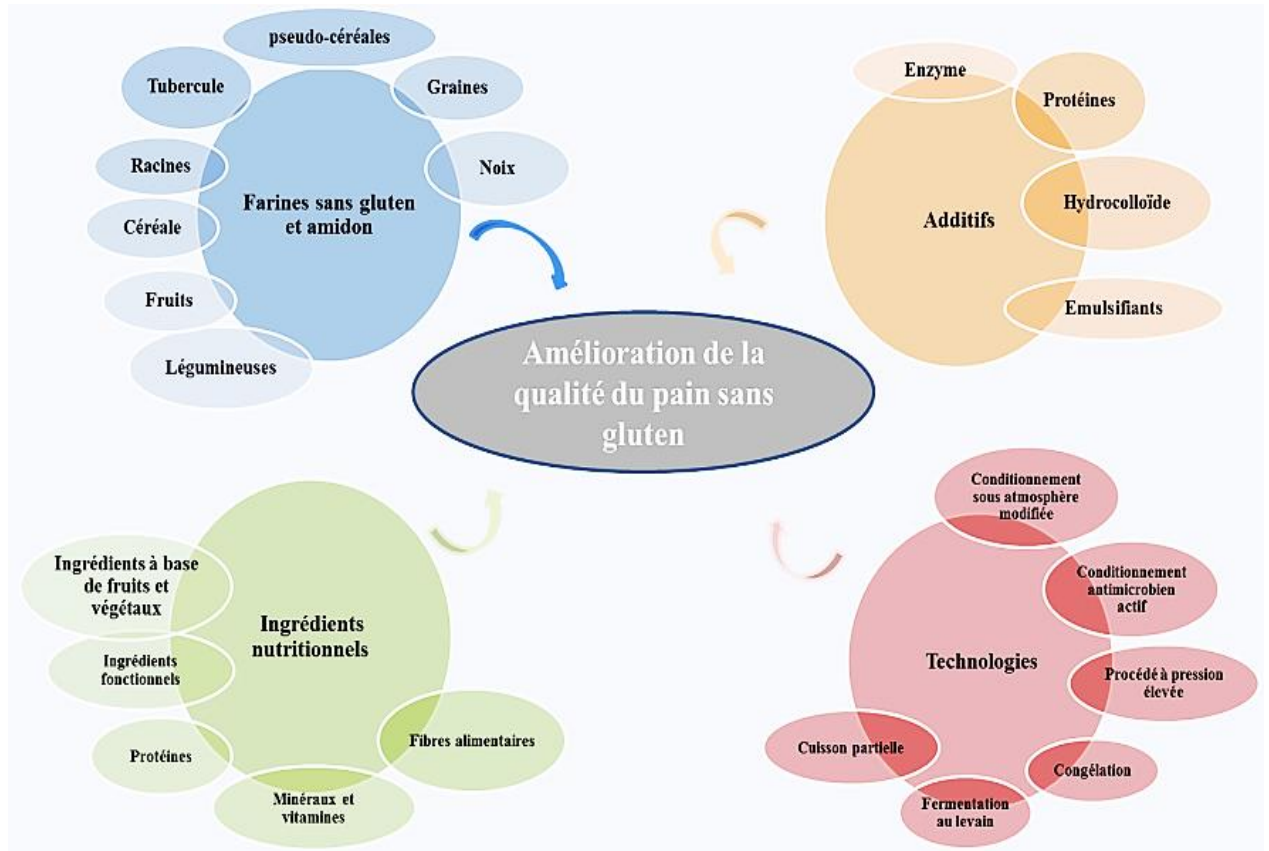 pseudo-céréales
Tubercule
Graines
Racines
Noix
Céréale
Fruits
Légumineuses
Farines sans gluten
et amidon
Enzyme
Protéines
Hydrocolloïde
Emulsifiants
Additifs
Amélioration de la
qualité du pain sans
gluten
Ingrédients à base
de fruits et
végétaux
Ingrédients
fonctionnels
Protéines
Minéraux et
vitamines
Fibres alimentaires
Ingrédients
nutritionnels
Conditionnement
sous atmosphère
modifiée
Conditionnement
antimicrobien
actif
Procédé à pression
élevée
Congélation
Fermentation
au levain
Cuisson partielle
Technologies